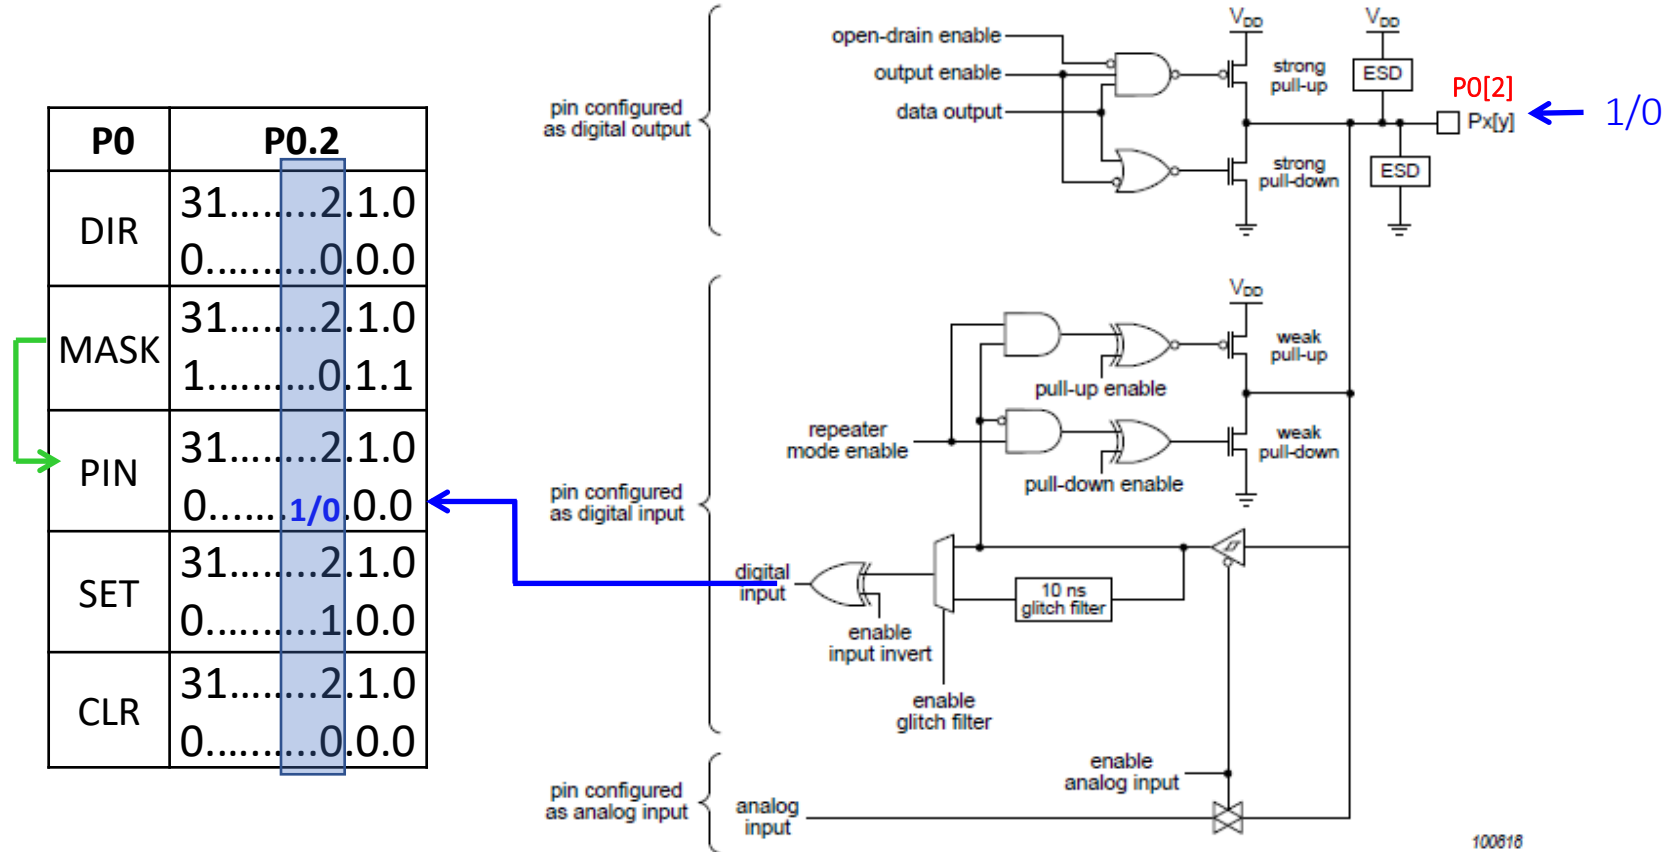 P0 P0.2
DIR
31........2.1.0
0..........0.0.0
MASK
31........2.1.0
1..........0.1.1
PIN
31........2.1.0
0.......1/0.0.0
SET
31........2.1.0
0..........1.0.0
CLR
31........2.1.0
0..........0.0.0
pin configured
as digital output
open-drain enable
output enable
data output
VDD
strong
pull-up
strong
pull-down
VDD
ESD
ESD
P0[2]
Px[y]
1/0
pin configured
as digital input
VDD
weak
pull-up
pull-up enable
repeater
mode enable
weak
pull-down
pull-down enable
digital
input
10 ns
glitch filter
enable
input invert
enable
glitch filter
pin configured
as analog input
analog
input
enable
analog input
100818